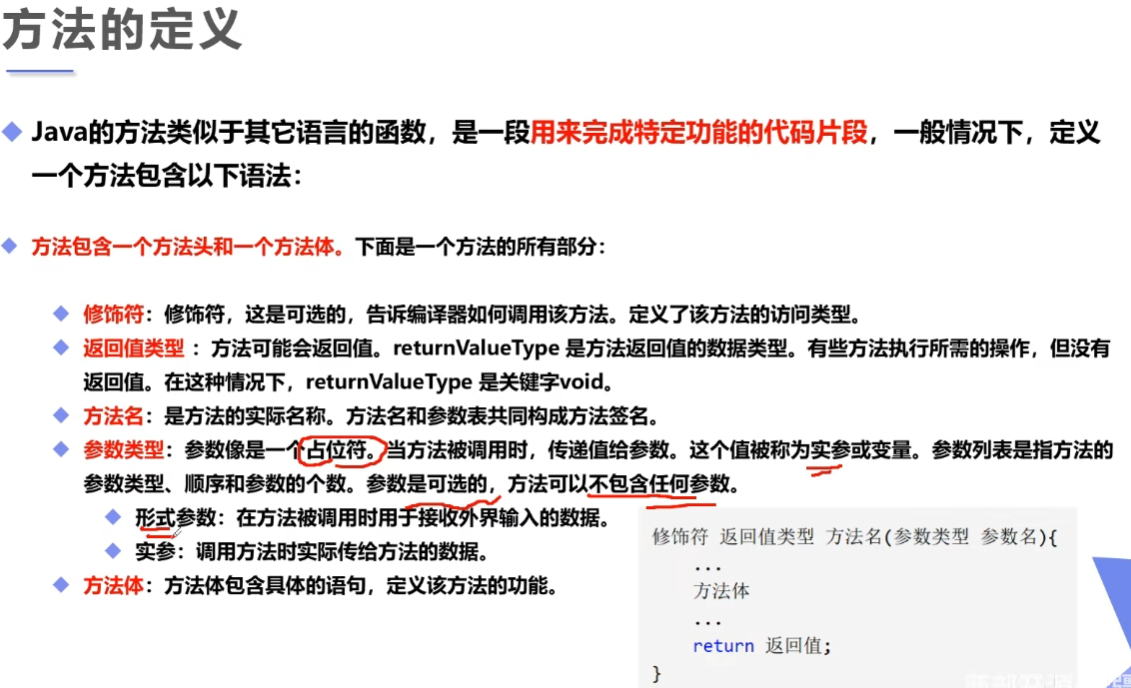 方法的定义
Java的方法类似于其它语言的函数，是一段用来完成特定功能的代码片段，一般情况下，定义
一个方法包含以下语法：
方法包含一个方法头和一个方法体。下面是一个方法的所有部分：
修饰符：修饰符，这是可选的，告诉编译器如何调用该方法。定义了该方法的访问类型。
返回值类型 ：方法可能会返回值。returnValueType 是方法返回值的数据类型。有些方法执行所需的操作，但没有
返回值。在这种情况下，returnValueType 是关键字void。
方法名：是方法的实际名称。方法名和参数表共同构成方法签名。
参数类型：参数像是一个占位符。当方法被调用时，传递值给参数。这个值被称为实参或变量。参数列表是指方法的
参数类型、顺序和参数的个数。参数是可选的，方法可以不包含任何参数。
形式参数：在方法被调用时用于接收外界输入的数据。
实参：调用方法时实际传给方法的数据。
方法体：方法体包含具体的语句，定义该方法的功能。
修饰符 返回值类型 方法名(参数类型 参数名){
...
方法体
...
return 返回值;
}